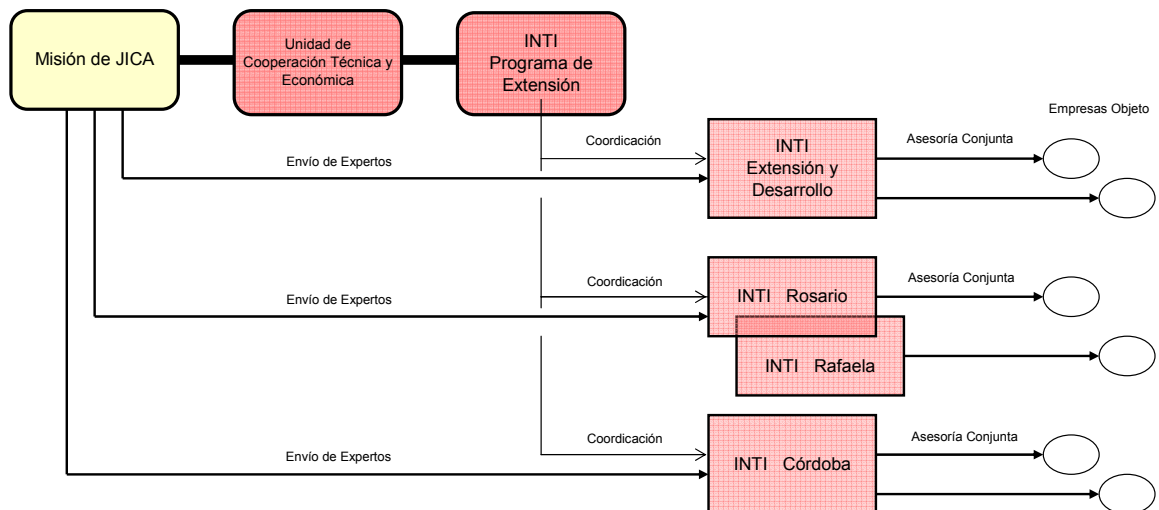 Misión de JICA
Unidad de
Cooperación Técnica y
Económica
INTI
Programa de
Extensión
Empresas Objeto
Coordicación
INTI
Extensión y
Desarrollo
Asesoría Conjunta
Envío de Expertos
Coordicación
INTI Rosario
Asesoría Conjunta
Envío de Expertos
INTI Rafaela
Coordicación
Asesoría Conjunta
Envío de Expertos
INTI Córdoba